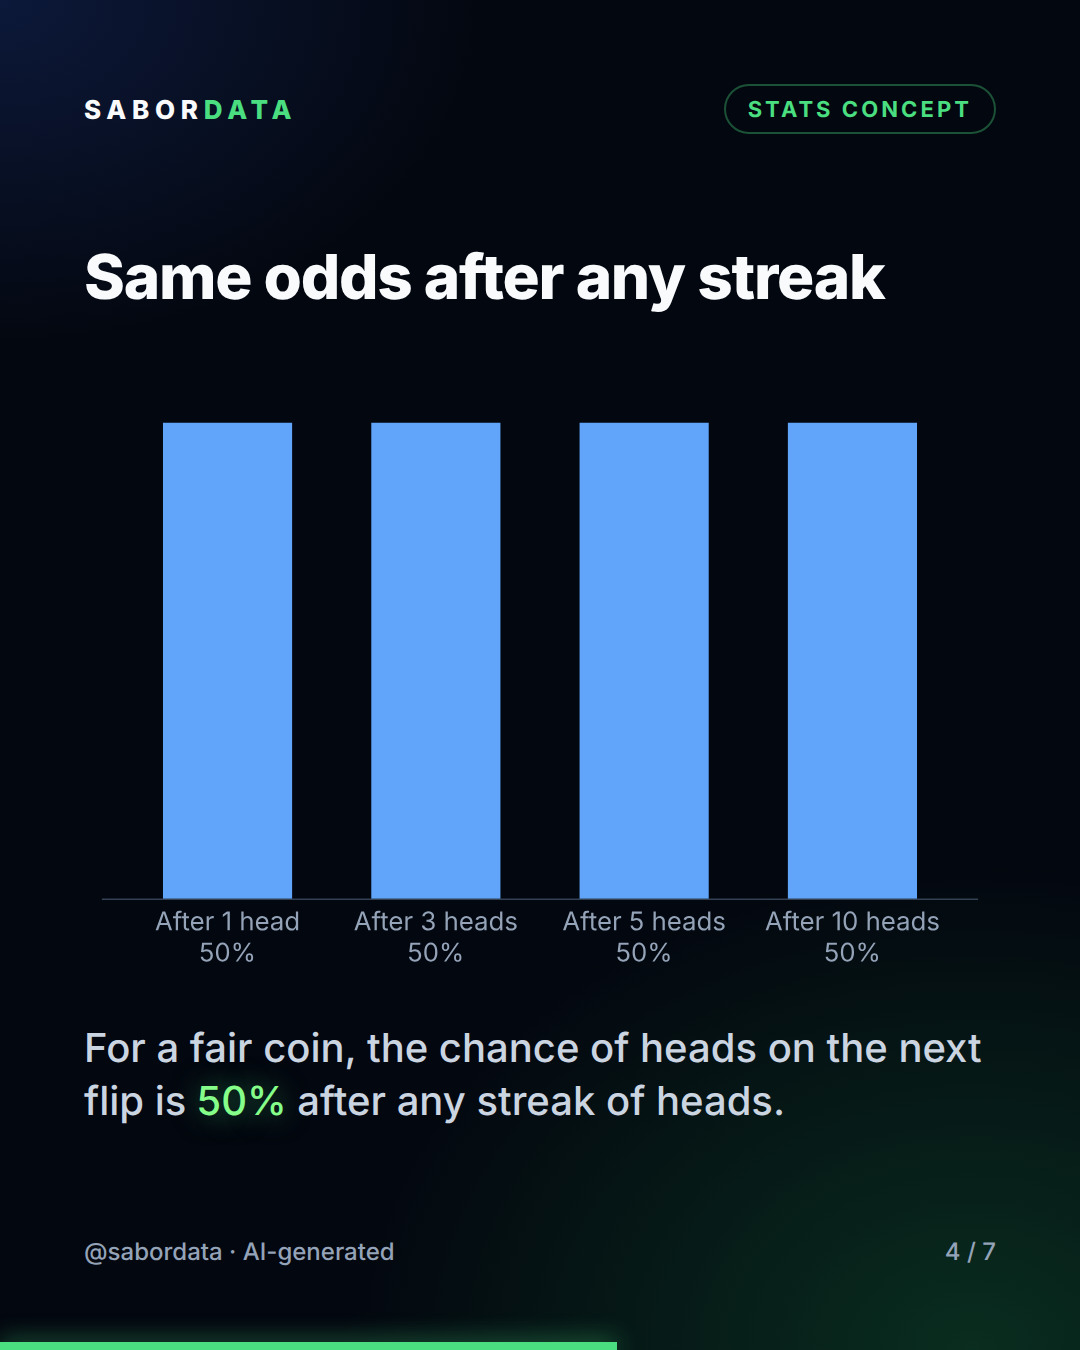 SABORDATA
STATS CONCEPT
Same odds after any streak
After 1 head
50%
After 3 heads
50%
After 5 heads
50%
After 10 heads
50%
For a fair coin, the chance of heads on the next
flip is 50% after any streak of heads.
@sabordata · AI-generated
4 / 7